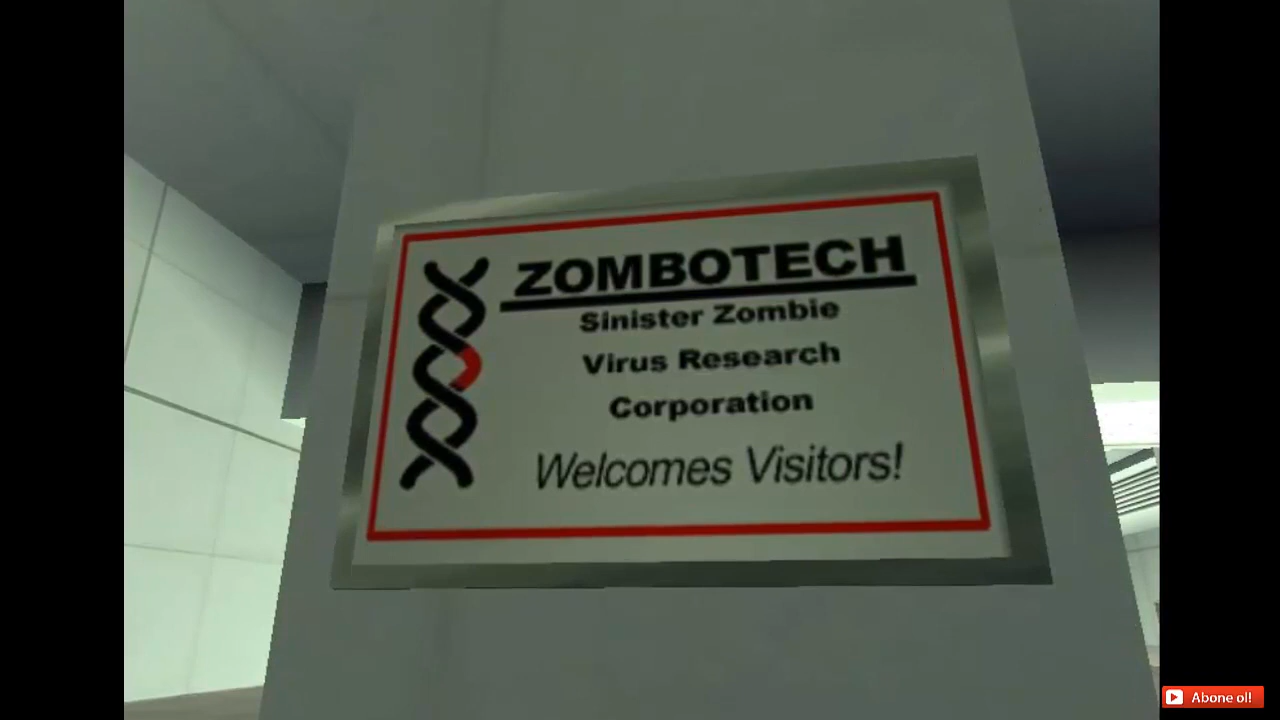 ZOMBOTECH
Sinister Zombie
Virus Research
Corporation
Welcomes Visitors!
Abone ol!